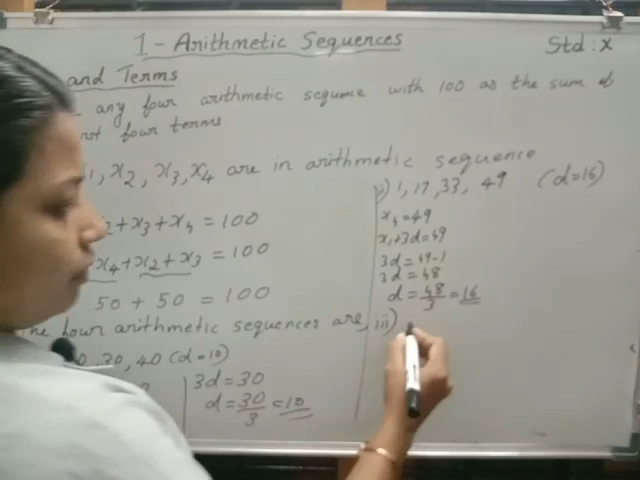 1 - Arithmetic Sequences
Std : X
and Terms
any four arithmetic sequence with 100 as the sum of
four terms
x2, x3, x4 are in arithmetic sequence
+ x3 + x4 = 100
x4 + x2 + x3 = 100
50 + 50 = 100
four arithmetic sequences are,
30, 40 (d=10)
3d = 30
d = 30/3 = 10
ii) 1, 17, 33, 49 (d=16)
x4 = 49
x1+3d = 49
3d = 49-1
3d = 48
d = 48/3 = 16
iii)